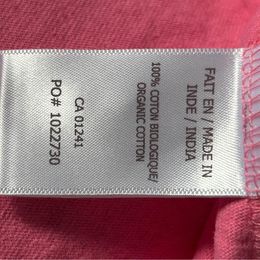 FAIT EN / MADE IN
INDE / INDIA
100% COTON BIOLOGIQUE/
ORGANIC COTTON
CA 01241
PO# 1022730